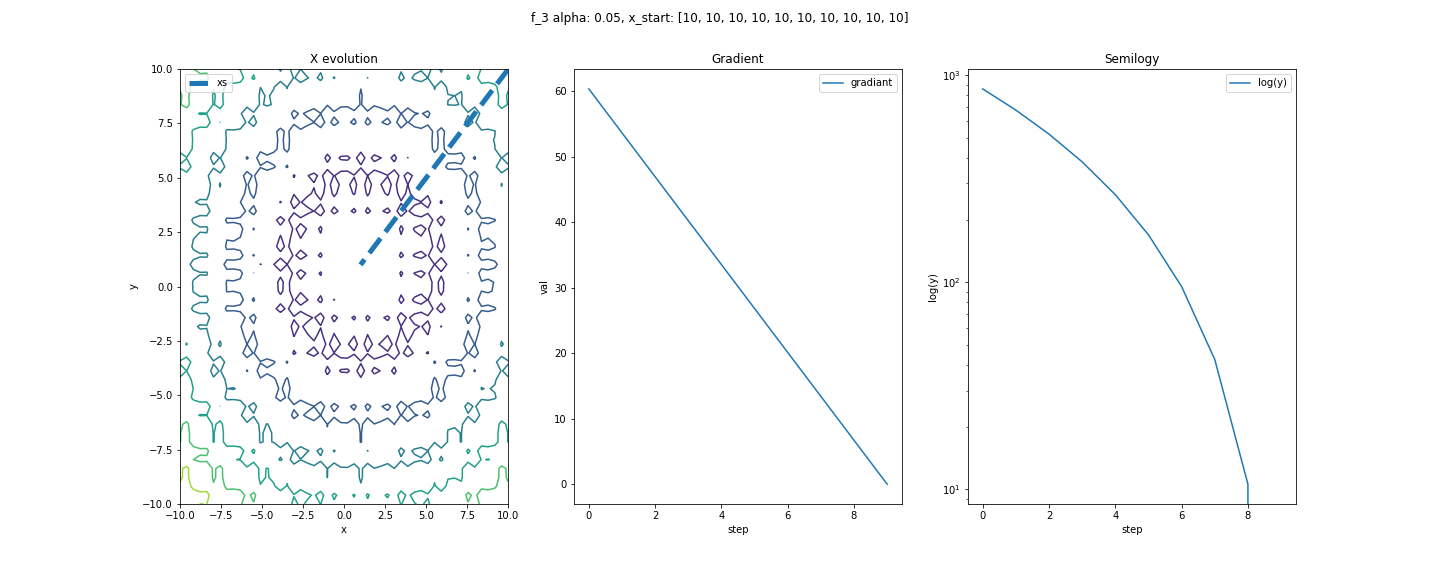 f_3 alpha: 0.05, x_start: [10, 10, 10, 10, 10, 10, 10, 10, 10, 10]
X evolution
xs
10.0
7.5
5.0
2.5
0.0
−2.5
−5.0
−7.5
−10.0
y
−10.0 −7.5 −5.0 −2.5 0.0 2.5 5.0 7.5 10.0
x
Gradient
gradiant
60
50
40
30
20
10
0
val
0 2 4 6 8
step
Semilogy
log(y)
10³
10²
10¹
log(y)
0 2 4 6 8
step